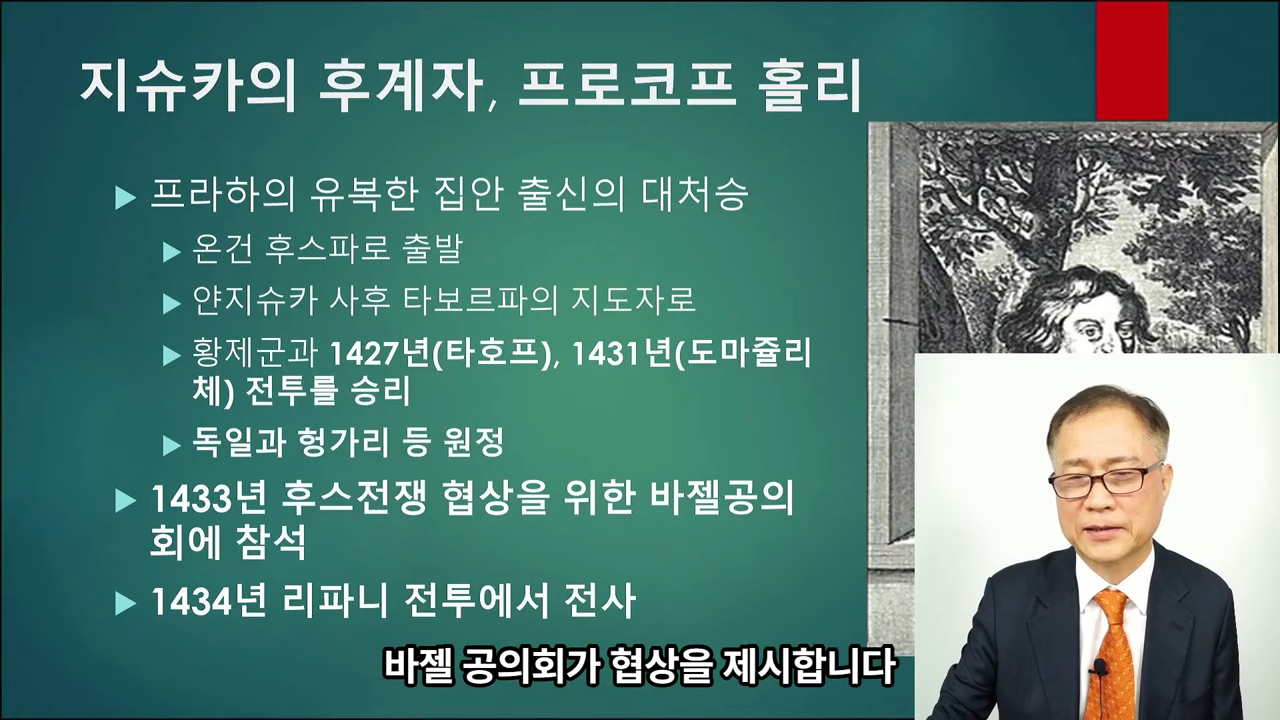 지슈카의 후계자, 프로코프 홀리
▶ 프라하의 유복한 집안 출신의 대처승
▶ 온건 후스파로 출발
▶ 얀지슈카 사후 타보르파의 지도자로
▶ 황제군과 1427년(타호프), 1431년(도마쥴리
체) 전투를 승리
▶ 독일과 헝가리 등 원정
▶ 1433년 후스전쟁 협상을 위한 바젤공의
회에 참석
▶ 1434년 리파니 전투에서 전사
바젤 공의회가 협상을 제시합니다